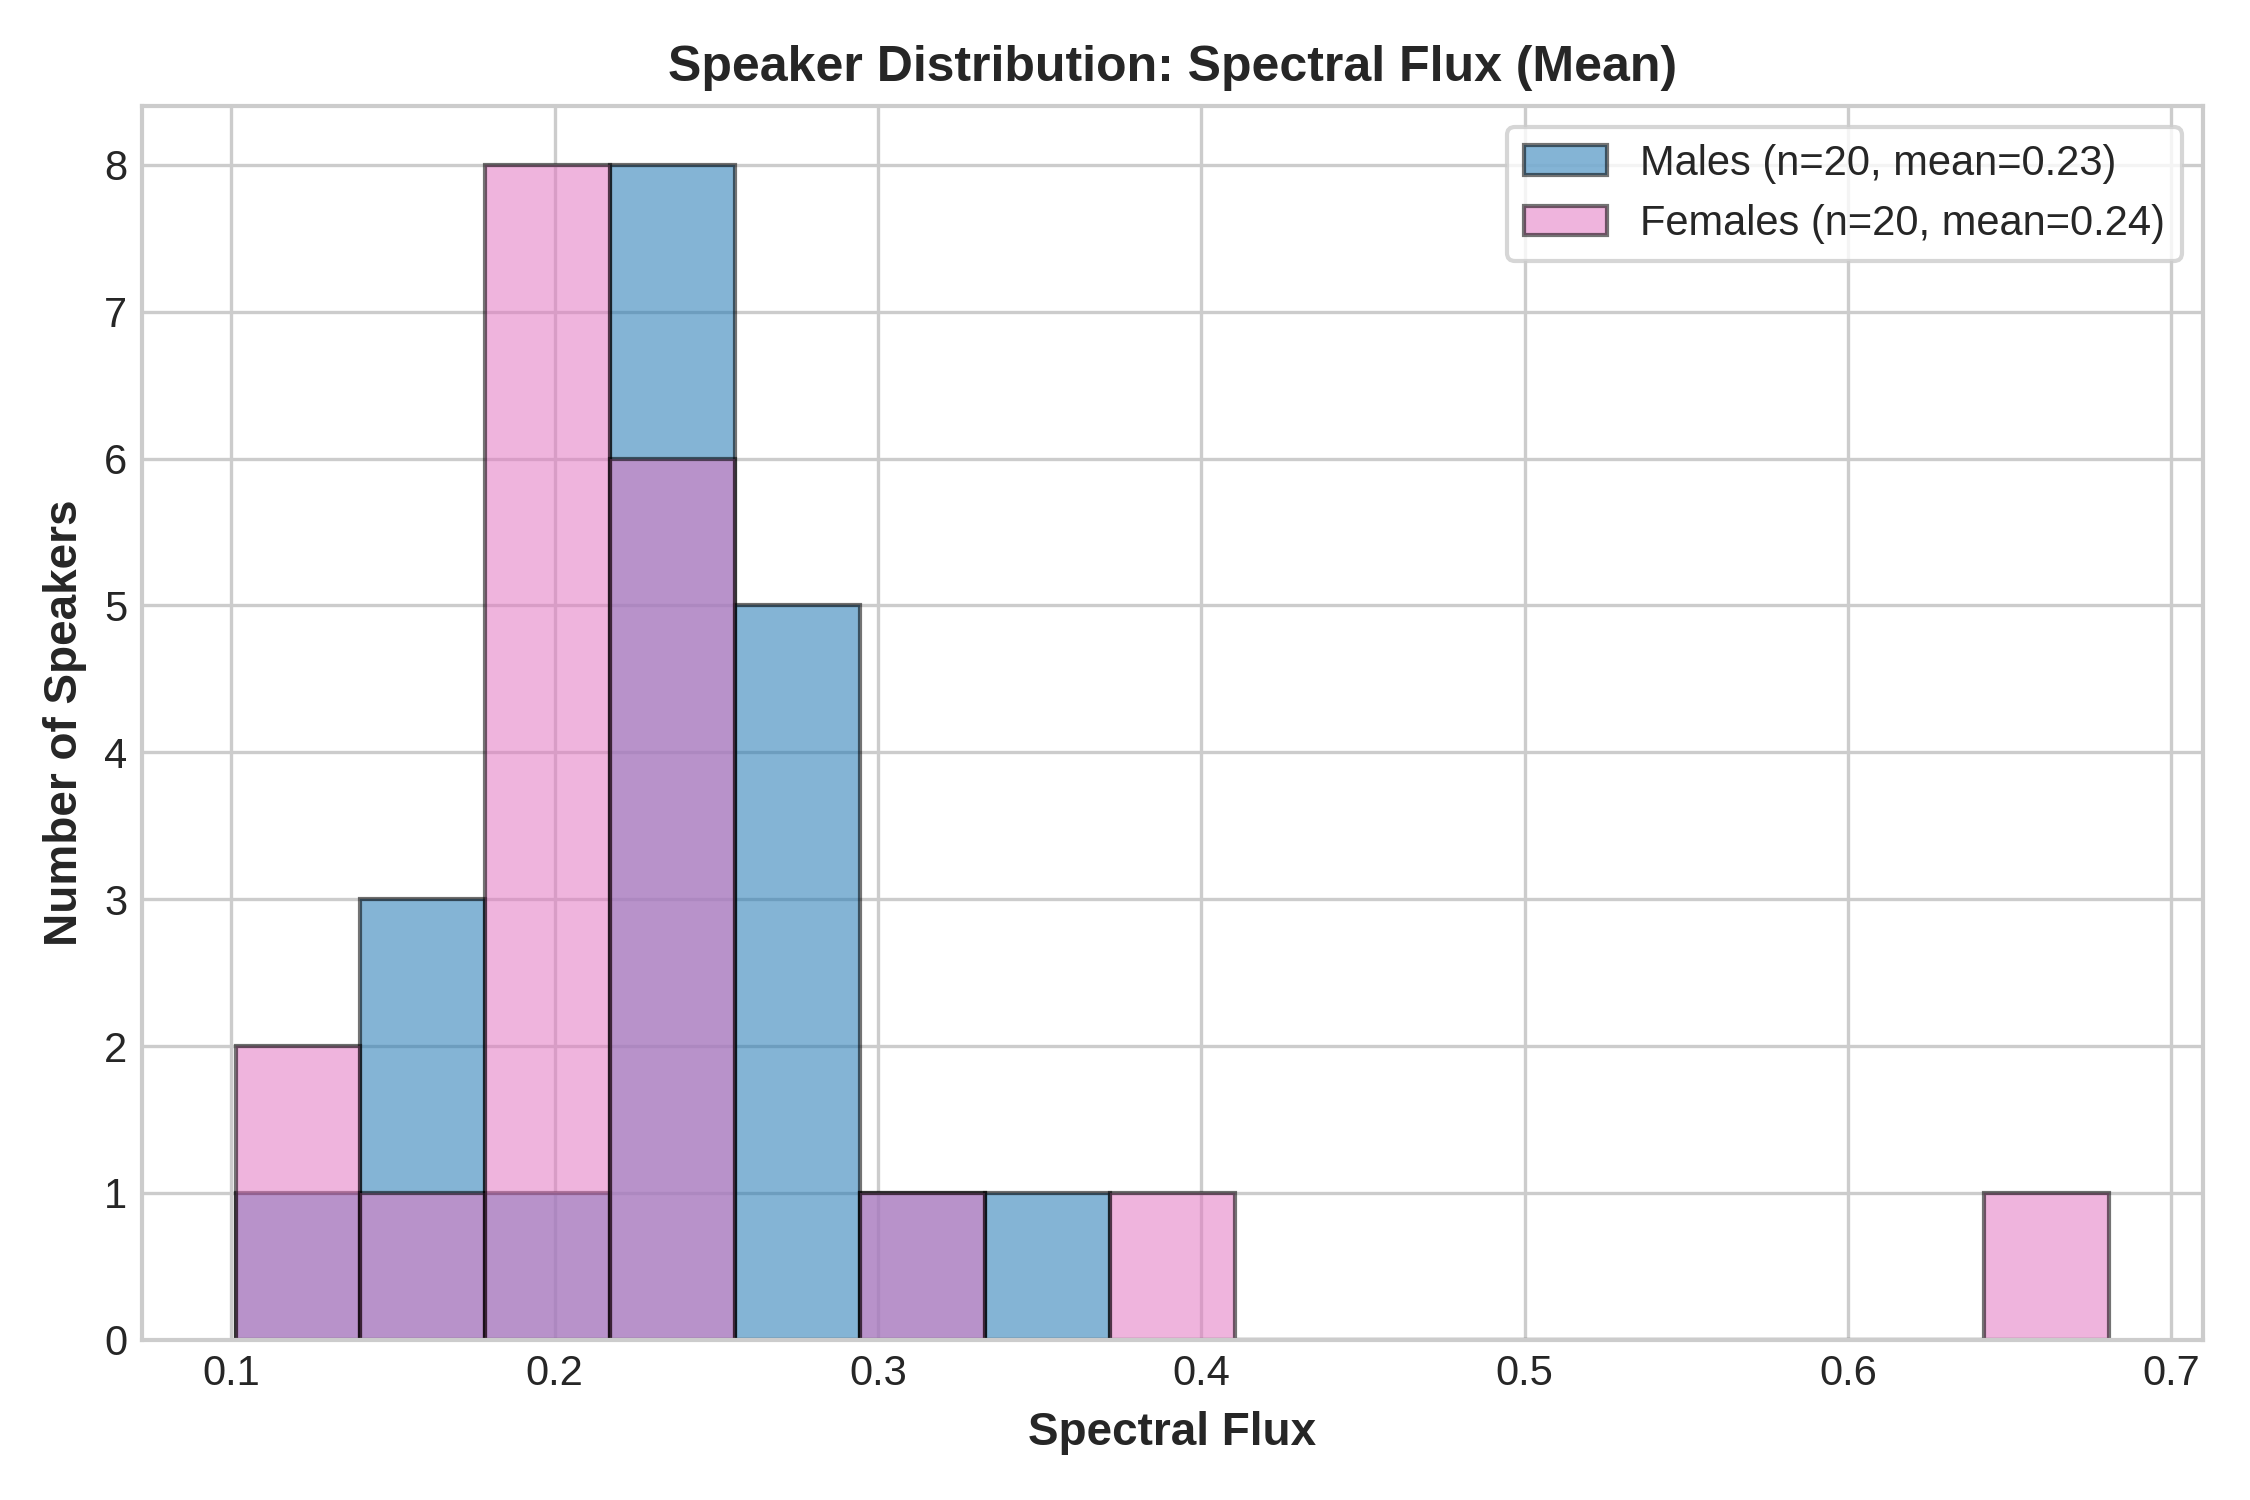 Speaker Distribution: Spectral Flux (Mean)
Males (n=20, mean=0.23)
Females (n=20, mean=0.24)
Number of Speakers
8
7
6
5
4
3
2
1
0
0.1 0.2 0.3 0.4 0.5 0.6 0.7
Spectral Flux